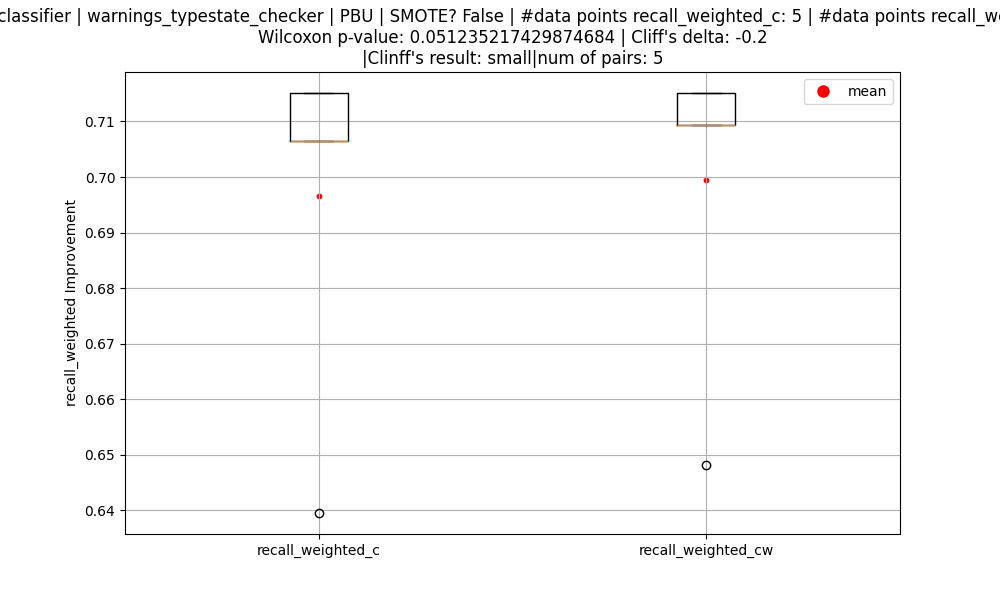 classifier | warnings_typestate_checker | PBU | SMOTE? False | #data points recall_weighted_c: 5 | #data points
Wilcoxon p-value: 0.051235217429874684 | Cliff's delta: -0.2
|Clinff's result: small|num of pairs: 5
mean
0.71
0.70
0.69
0.68
0.67
0.66
0.65
0.64
recall_weighted Improvement
recall_weighted_c
recall_weighted_cw